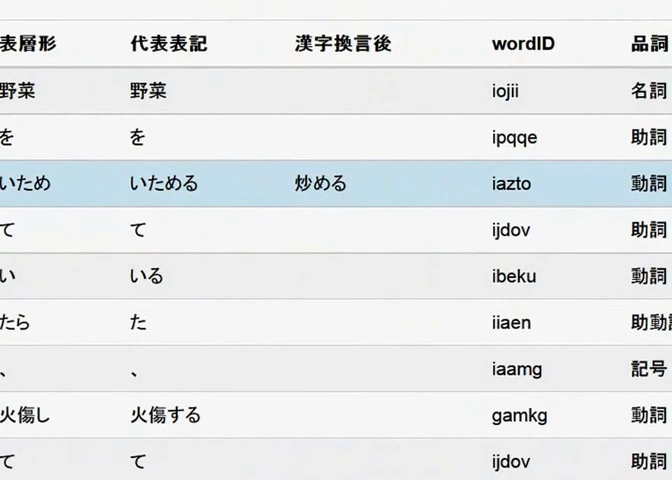 表層形 代表表記 漢字換言後 wordID 品詞
野菜 野菜 iojii 名詞
を を ipqqe 助詞
いため いためる 炒める iazto 動詞
て て ijdov 助詞
い いる ibeku 動詞
たら た iiaen 助動
、 、 iaamg 記号
火傷し 火傷する gamkg 動詞
て て ijdov 助詞